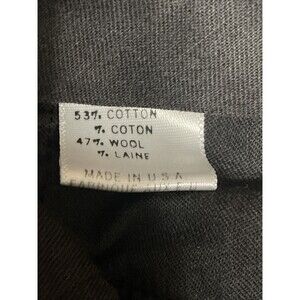 53% COTTON
% COTON
47% WOOL
% LAINE
MADE IN U.S.A